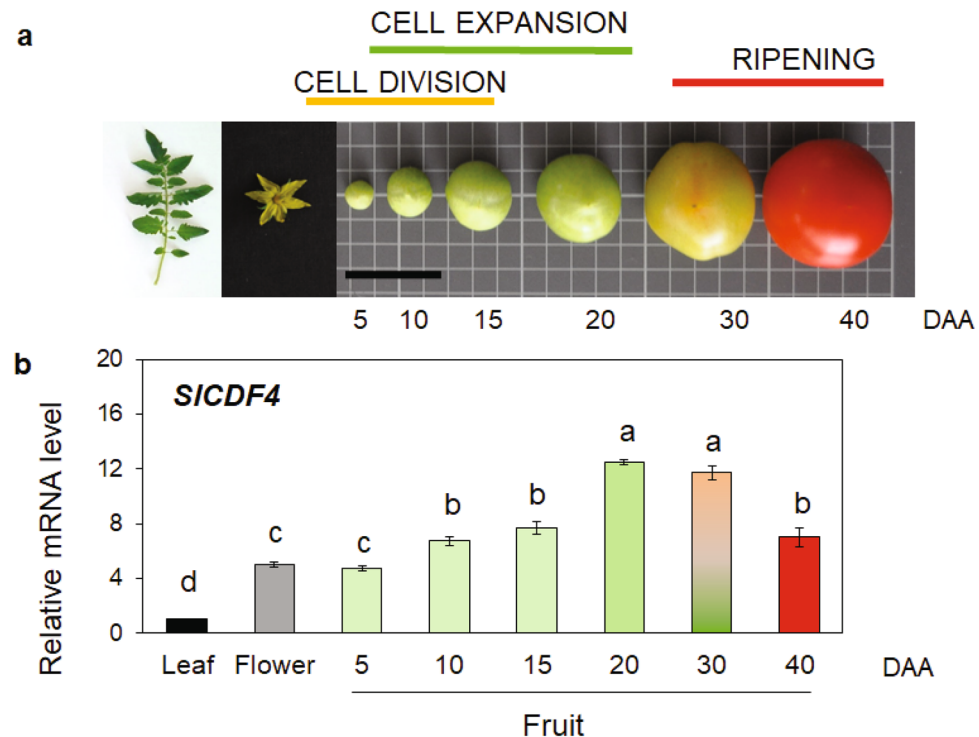 a
CELL EXPANSION
RIPENING
CELL DIVISION
5 10 15 20 30 40 DAA
b
20
16
12
8
4
0
Relative mRNA level
SlCDF4
d c c b b a a b
Leaf Flower 5 10 15 20 30 40 DAA
Fruit